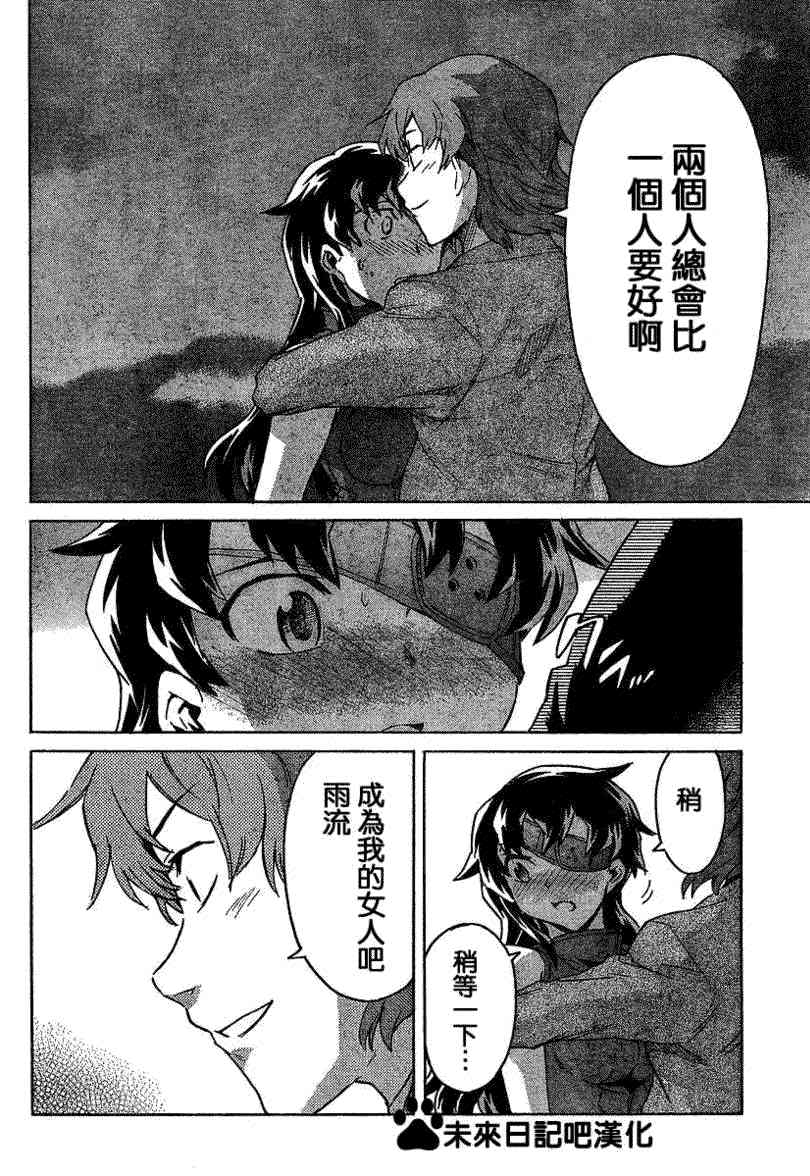 兩個人總會比
一個人要好啊
稍
稍等一下…
成為我的女人吧
雨流
未來日記吧漢化